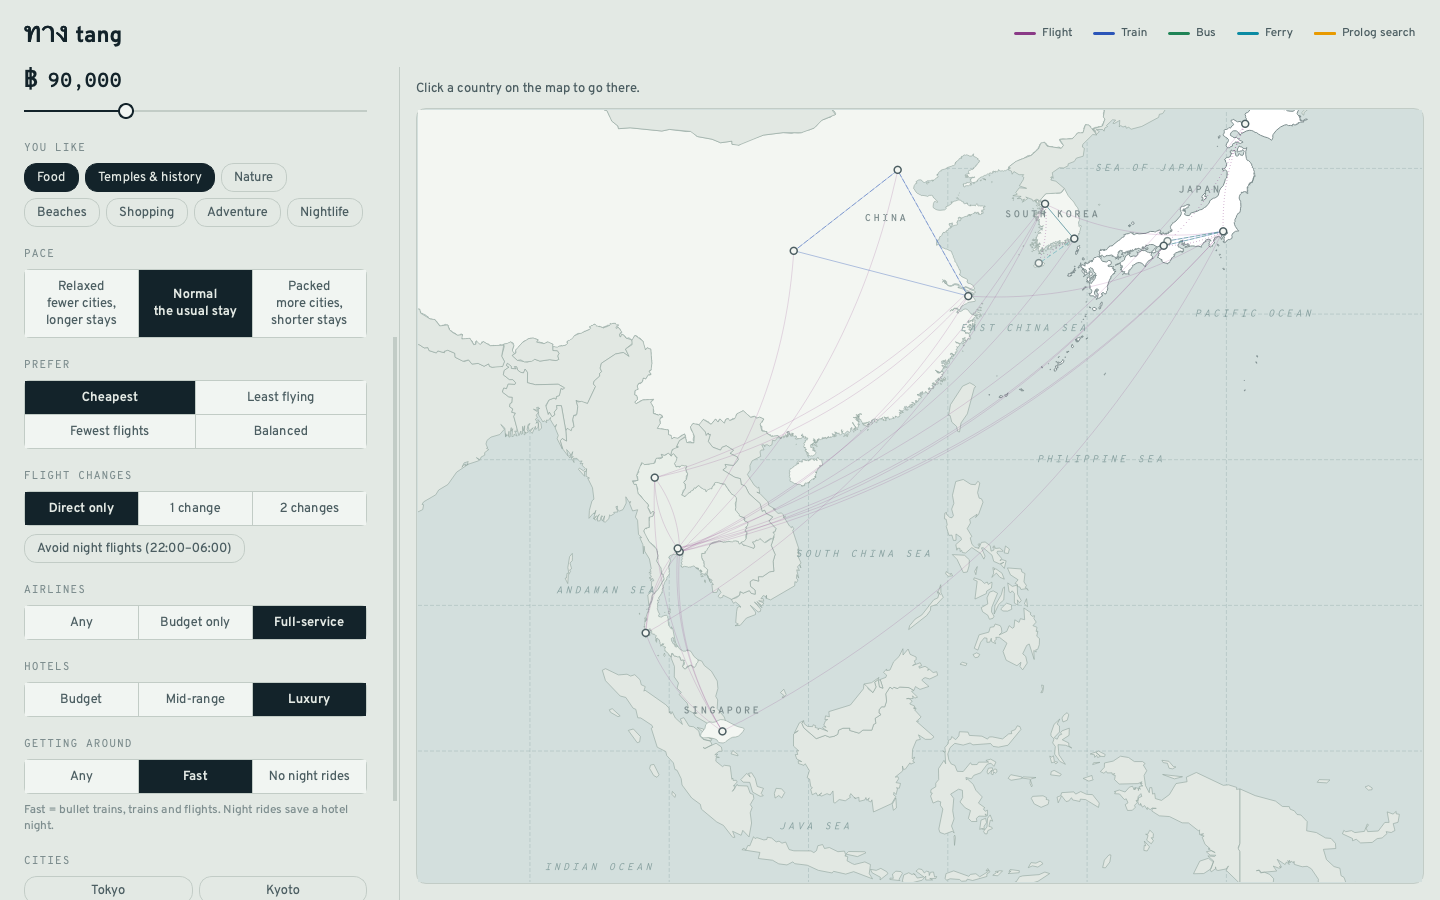 ทาง tang
Flight
Train
Bus
Ferry
Prolog search
฿ 90,000
YOU LIKE
Food
Temples & history
Nature
Beaches
Shopping
Adventure
Nightlife
PACE
Relaxed
fewer cities,
longer stays
Normal
the usual stay
Packed
more cities,
shorter stays
PREFER
Cheapest
Least flying
Fewest flights
Balanced
FLIGHT CHANGES
Direct only
1 change
2 changes
Avoid night flights (22:00–06:00)
AIRLINES
Any
Budget only
Full-service
HOTELS
Budget
Mid-range
Luxury
GETTING AROUND
Any
Fast
No night rides
Fast = bullet trains, trains and flights. Night rides save a hotel
night.
CITIES
Tokyo
Kyoto
Click a country on the map to go there.
SEA OF JAPAN
JAPAN
CHINA
SOUTH KOREA
PACIFIC OCEAN
EAST CHINA SEA
PHILIPPINE SEA
SOUTH CHINA SEA
ANDAMAN SEA
SINGAPORE
JAVA SEA
INDIAN OCEAN